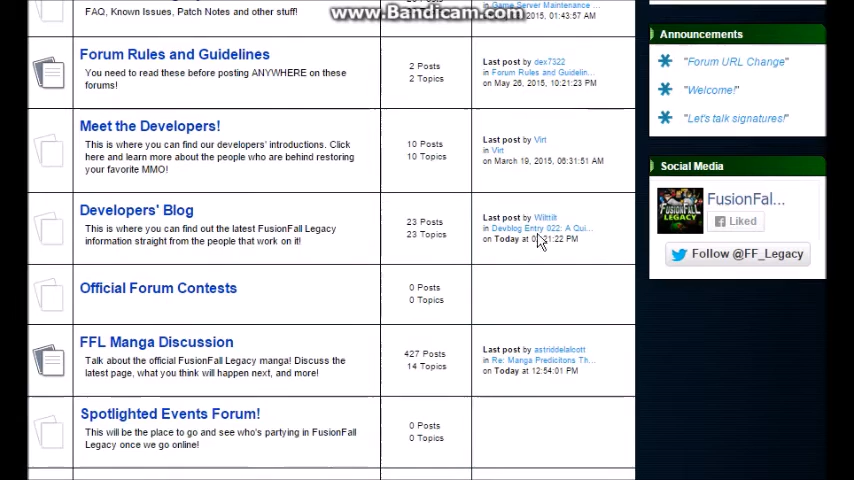 www.Bandicam.com
FAQ, Known Issues, Patch Notes and other stuff!
in Game Server Maintenance ...
2015, 01:43:57 AM
Forum Rules and Guidelines
You need to read these before posting ANYWHERE on these
forums!
2 Posts
2 Topics
Last post by dex7322
in Forum Rules and Guidelin...
on May 26, 2015, 10:21:23 PM
Meet the Developers!
This is where you can find our developers' introductions. Click
here and learn more about the people who are behind restoring
your favorite MMO!
10 Posts
10 Topics
Last post by Virt
in Virt
on March 19, 2015, 06:31:51 AM
Developers' Blog
This is where you can find out the latest FusionFall Legacy
information straight from the people that work on it!
23 Posts
23 Topics
Last post by Wilttilt
in Devblog Entry 022: A Qui...
on Today at
:22 PM
Official Forum Contests
0 Posts
0 Topics
FFL Manga Discussion
Talk about the official FusionFall Legacy manga! Discuss the
latest page, what you think will happen next, and more!
427 Posts
14 Topics
Last post by astriddelalcott
in Re: Manga Predicitons Th...
on Today at 12:54:01 PM
Spotlighted Events Forum!
This will be the place to go and see who's partying in FusionFall
Legacy once we go online!
0 Posts
0 Topics
Announcements
"Forum URL Change"
"Welcome!"
"Let's talk signatures!"
Social Media
FUSIONFALL
LEGACY
FusionFal...
Liked
Follow @FF_Legacy